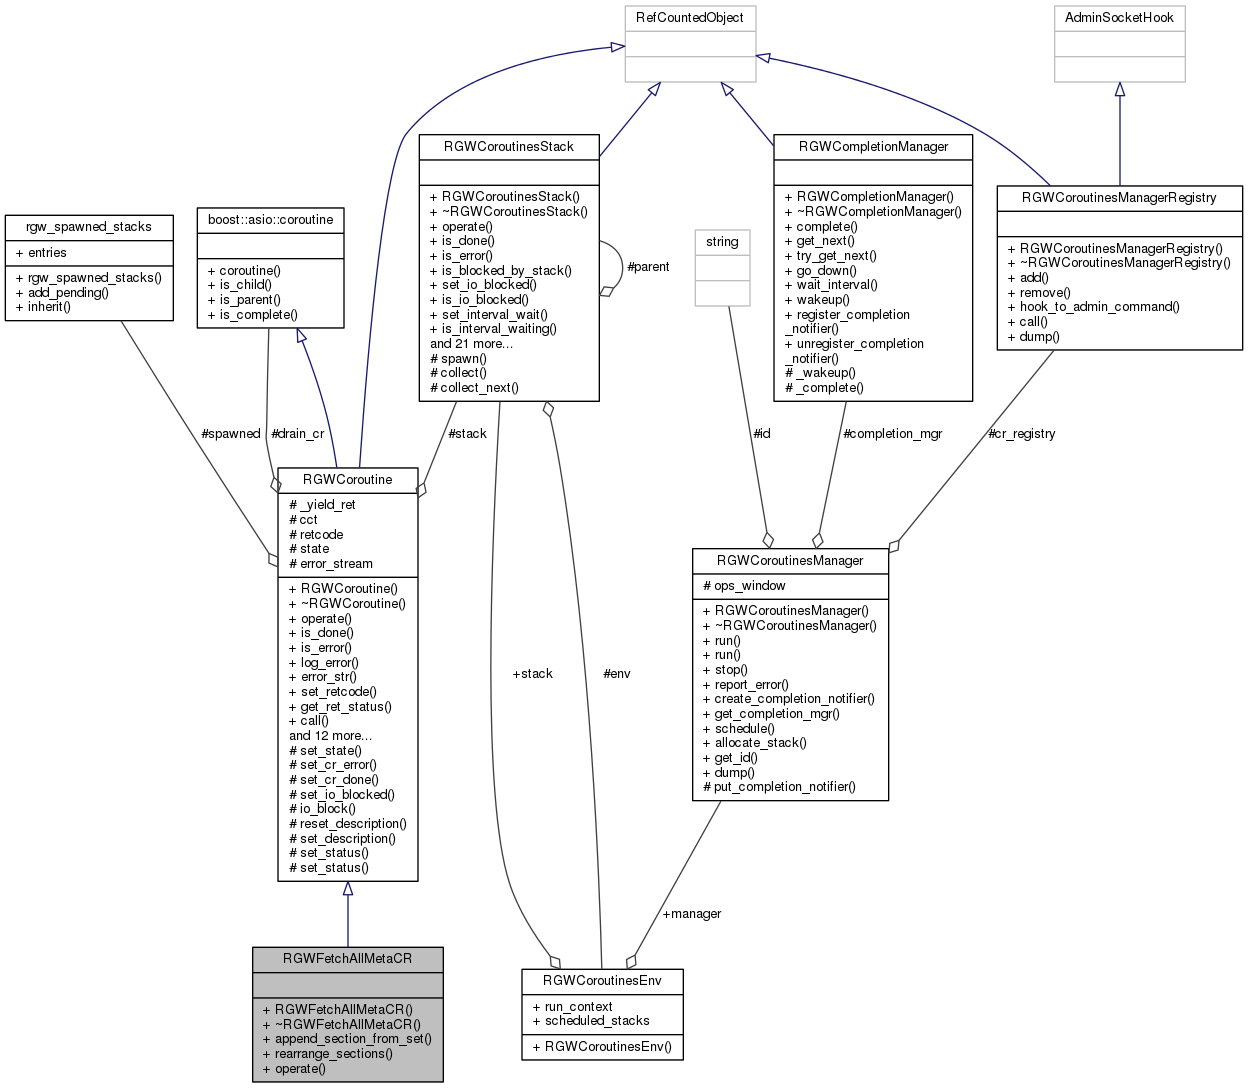 RefCountedObject
AdminSocketHook
RGWCoroutinesStack
+ RGWCoroutinesStack()
+ ~RGWCoroutinesStack()
+ operate()
+ is_done()
+ is_error()
+ is_blocked_by_stack()
+ set_io_blocked()
+ is_io_blocked()
+ set_interval_wait()
+ is_interval_waiting()
and 21 more...
# spawn()
# collect()
# collect_next()
#parent
RGWCompletionManager
+ RGWCompletionManager()
+ ~RGWCompletionManager()
+ complete()
+ get_next()
+ try_get_next()
+ go_down()
+ wait_interval()
+ wakeup()
+ register_completion
_notifier()
+ unregister_completion
_notifier()
# _wakeup()
# _complete()
RGWCoroutinesManagerRegistry
+ RGWCoroutinesManagerRegistry()
+ ~RGWCoroutinesManagerRegistry()
+ add()
+ remove()
+ hook_to_admin_command()
+ call()
+ dump()
rgw_spawned_stacks
+ entries
+ rgw_spawned_stacks()
+ add_pending()
+ inherit()
boost::asio::coroutine
+ coroutine()
+ is_child()
+ is_parent()
+ is_complete()
string
#spawned
#drain_cr
#stack
#id
#completion_mgr
#cr_registry
RGWCoroutine
# _yield_ret
# cct
# retcode
# state
# error_stream
+ RGWCoroutine()
+ ~RGWCoroutine()
+ operate()
+ is_done()
+ is_error()
+ log_error()
+ error_str()
+ set_retcode()
+ get_ret_status()
+ call()
and 12 more...
# set_state()
# set_cr_error()
# set_cr_done()
# set_io_blocked()
# io_block()
# reset_description()
# set_description()
# set_status()
# set_status()
RGWCoroutinesManager
# ops_window
+ RGWCoroutinesManager()
+ ~RGWCoroutinesManager()
+ run()
+ run()
+ stop()
+ report_error()
+ create_completion_notifier()
+ get_completion_mgr()
+ schedule()
+ allocate_stack()
+ get_id()
+ dump()
# put_completion_notifier()
+stack
#env
+manager
RGWFetchAllMetaCR
+ RGWFetchAllMetaCR()
+ ~RGWFetchAllMetaCR()
+ append_section_from_set()
+ rearrange_sections()
+ operate()
RGWCoroutinesEnv
+ run_context
+ scheduled_stacks
+ RGWCoroutinesEnv()